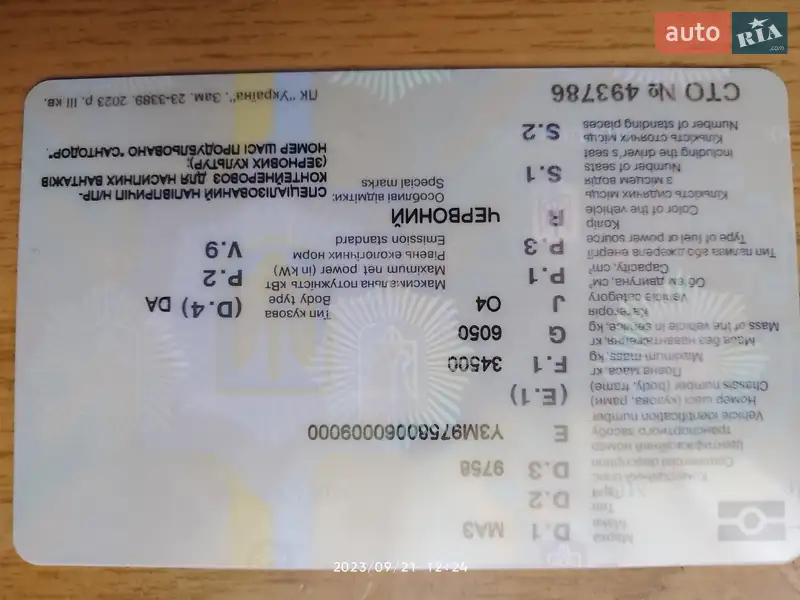 auto RIA .com
Марка D.1 МАЗ
Make
Тип D.2
D.3 9758
Комерційний опис
Commercial description
Ідентифікаційний номер
транспортного засобу E Y3M97580060009000
Vehicle identification number
Номер шасі (кузова, рами) (E.1)
Chassis number (body, frame)
Повна маса, кг F.1 34500
Maximum mass, kg
Маса без навантаження, кг G 6050
Mass of the vehicle in service, kg
Категорія J O4
Vehicle category
Об'єм двигуна, см³ P.1
Capacity, cm³
Тип палива або джерела енергії P.3
Type of fuel or power source
Колір R ЧЕРВОНИЙ
Color of the vehicle
Кількість сидячих місць S.1
з місцем водія
Number of seats
including the driver's seat
Кількість стоячих місць S.2
Number of standing places
Тип кузова (D.4) DA
Body type
Максимальна потужність кВт P.2
Maximum net power (in kW)
Рівень екологічних норм V.9
Emission standard
Особливі відмітки:
Special marks
СПЕЦІАЛІЗОВАНИЙ НАПІВПРИЧІП Н/ПР-
КОНТЕЙНЕРОВОЗ ДЛЯ НАСИПНИХ ВАНТАЖІВ
(ЗЕРНОВИХ КУЛЬТУР);
НОМЕР ШАСІ ПРОДУБЛЬОВАНО "САНТОДОР".
СТО № 493786
ПК "Україна". Зам. 23-3389. 2023 р. III кв.
2023/09/21 12:24